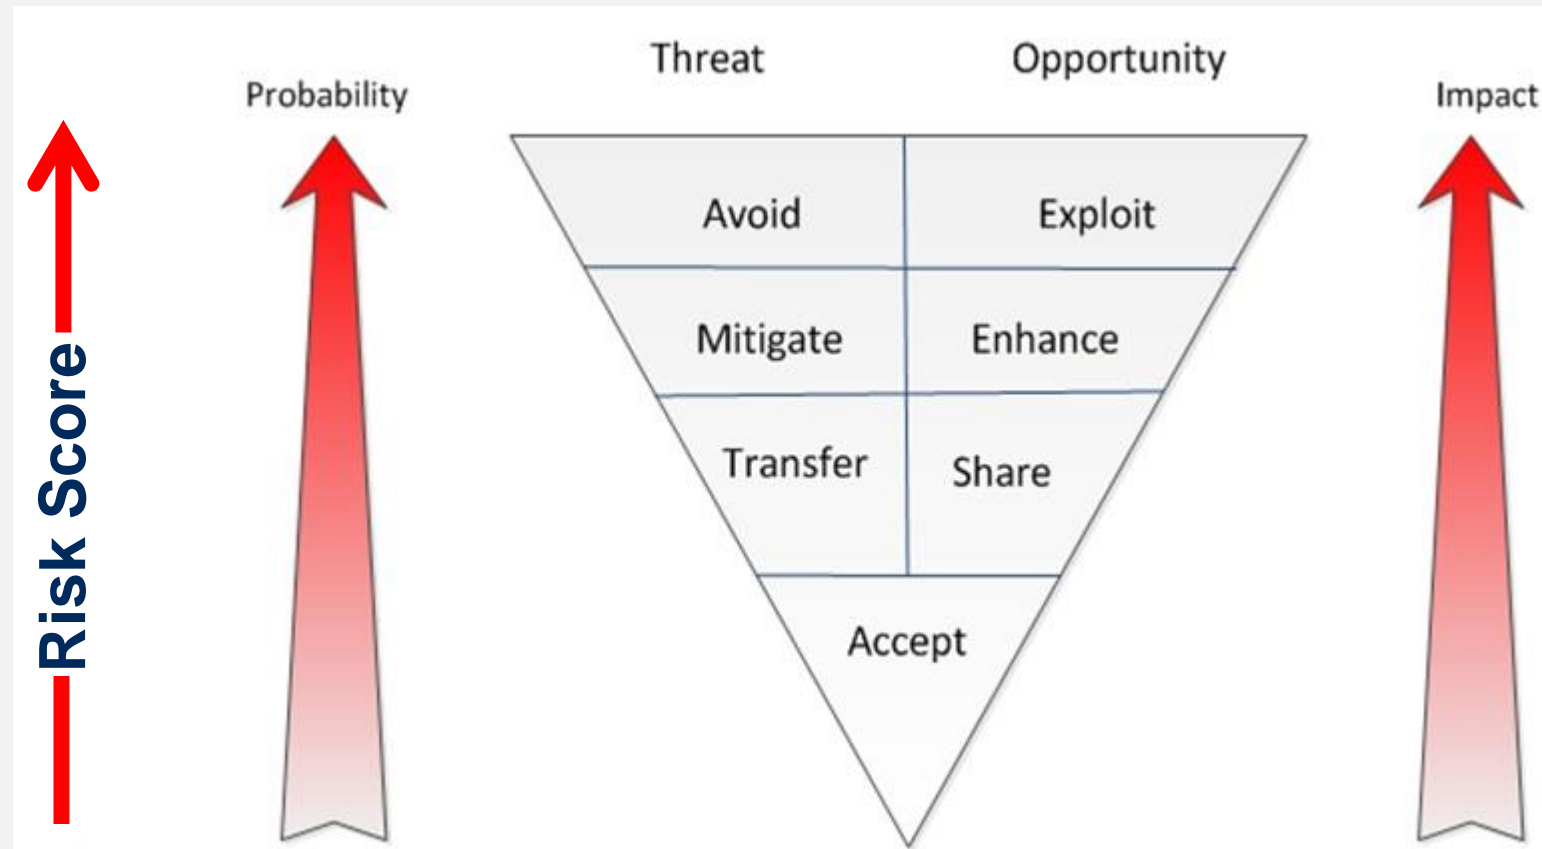 Threat
Opportunity
Probability
Impact
Risk Score
Avoid
Exploit
Mitigate
Enhance
Transfer
Share
Accept